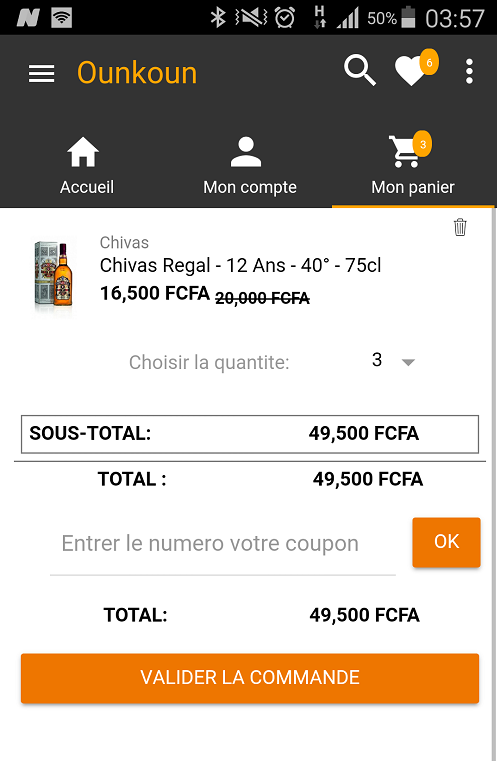 50% 03:57
Ounkoun
6
3
Accueil
Mon compte
Mon panier
Chivas
Chivas Regal - 12 Ans - 40° - 75cl
16,500 FCFA 20,000 FCFA
Choisir la quantite: 3
SOUS-TOTAL: 49,500 FCFA
TOTAL : 49,500 FCFA
Entrer le numero votre coupon
OK
TOTAL: 49,500 FCFA
VALIDER LA COMMANDE